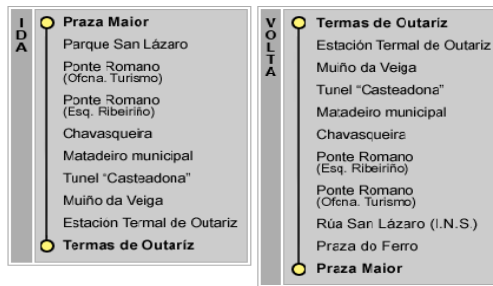 IDA
Praza Maior
Parque San Lázaro
Ponte Romano
(Ofcna. Turismo)
Ponte Romano
(Esq. Ribeiriño)
Chavasqueira
Matadeiro municipal
Tunel "Casteadona"
Muiño da Veiga
Estación Termal de Outariz
Termas de Outaríz
VOLTA
Termas de Outaríz
Estación Termal de Outariz
Muiño da Veiga
Tunel "Casteadona"
Matadeiro municipal
Chavasqueira
Ponte Romano
(Esq. Ribeiriño)
Ponte Romano
(Ofcna. Turismo)
Rúa San Lázaro (I.N.S.)
Praza do Ferro
Praza Maior